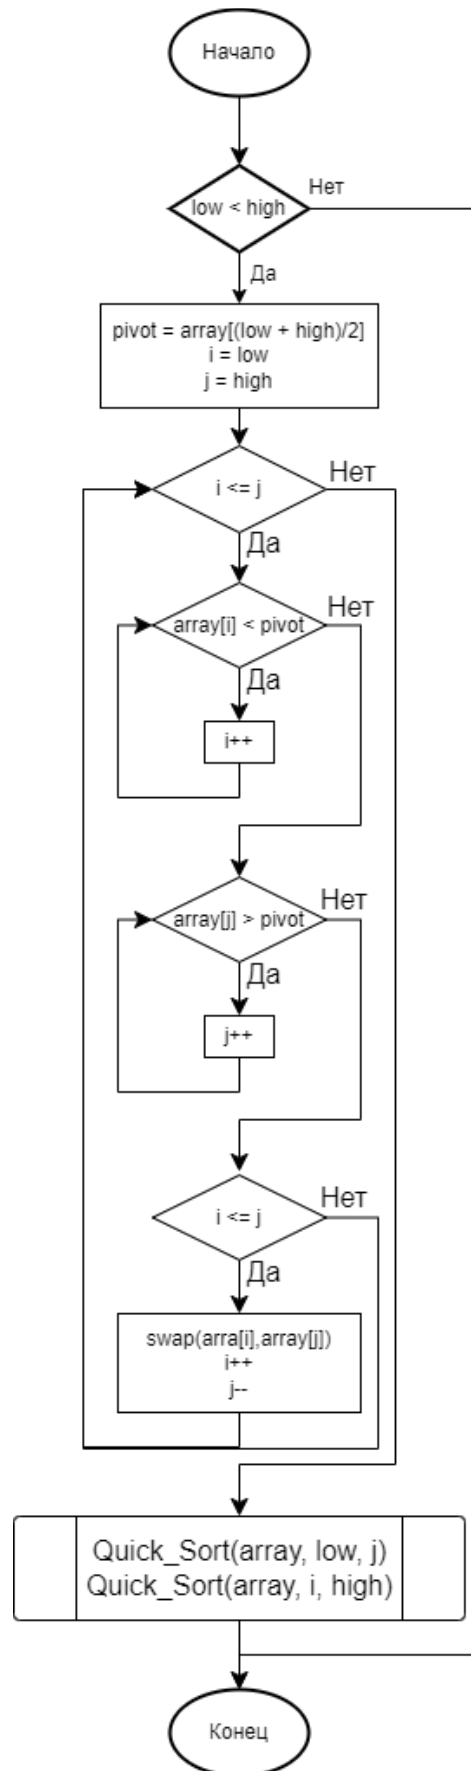 Начало
low < high
Нет
Да
pivot = array[(low + high)/2]
i = low
j = high
i <= j
Нет
Да
array[i] < pivot
Нет
Да
i++
array[j] > pivot
Нет
Да
j++
i <= j
Нет
Да
swap(arra[i],array[j])
i++
j--
Quick_Sort(array, low, j)
Quick_Sort(array, i, high)
Конец